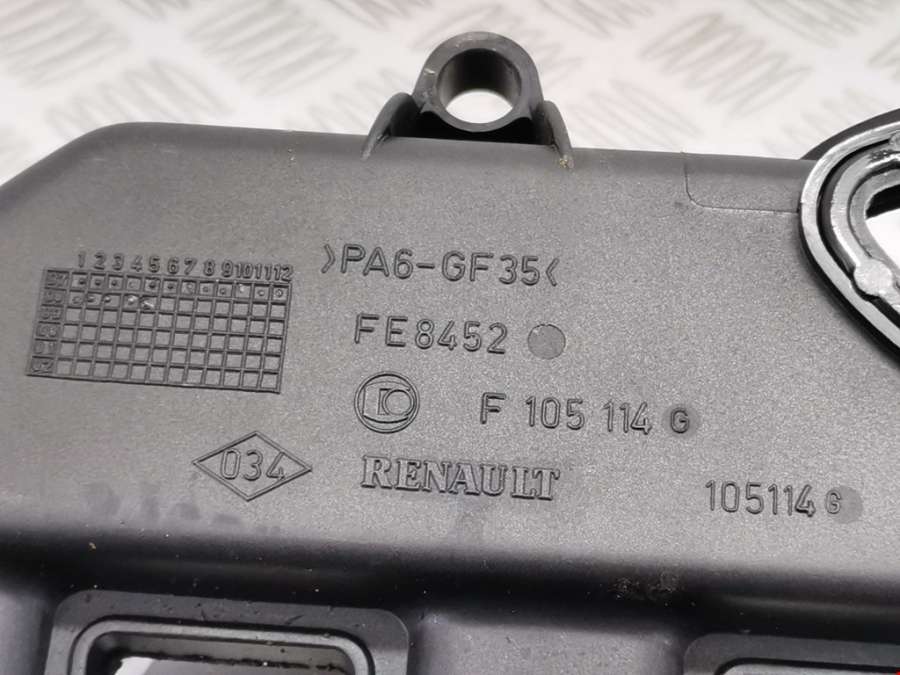 1 2 3 4 5 6 7 8 9 10 11 12
>PA6-GF35<
FE8452
F 105 114 G
034
RENAULT
105114 G